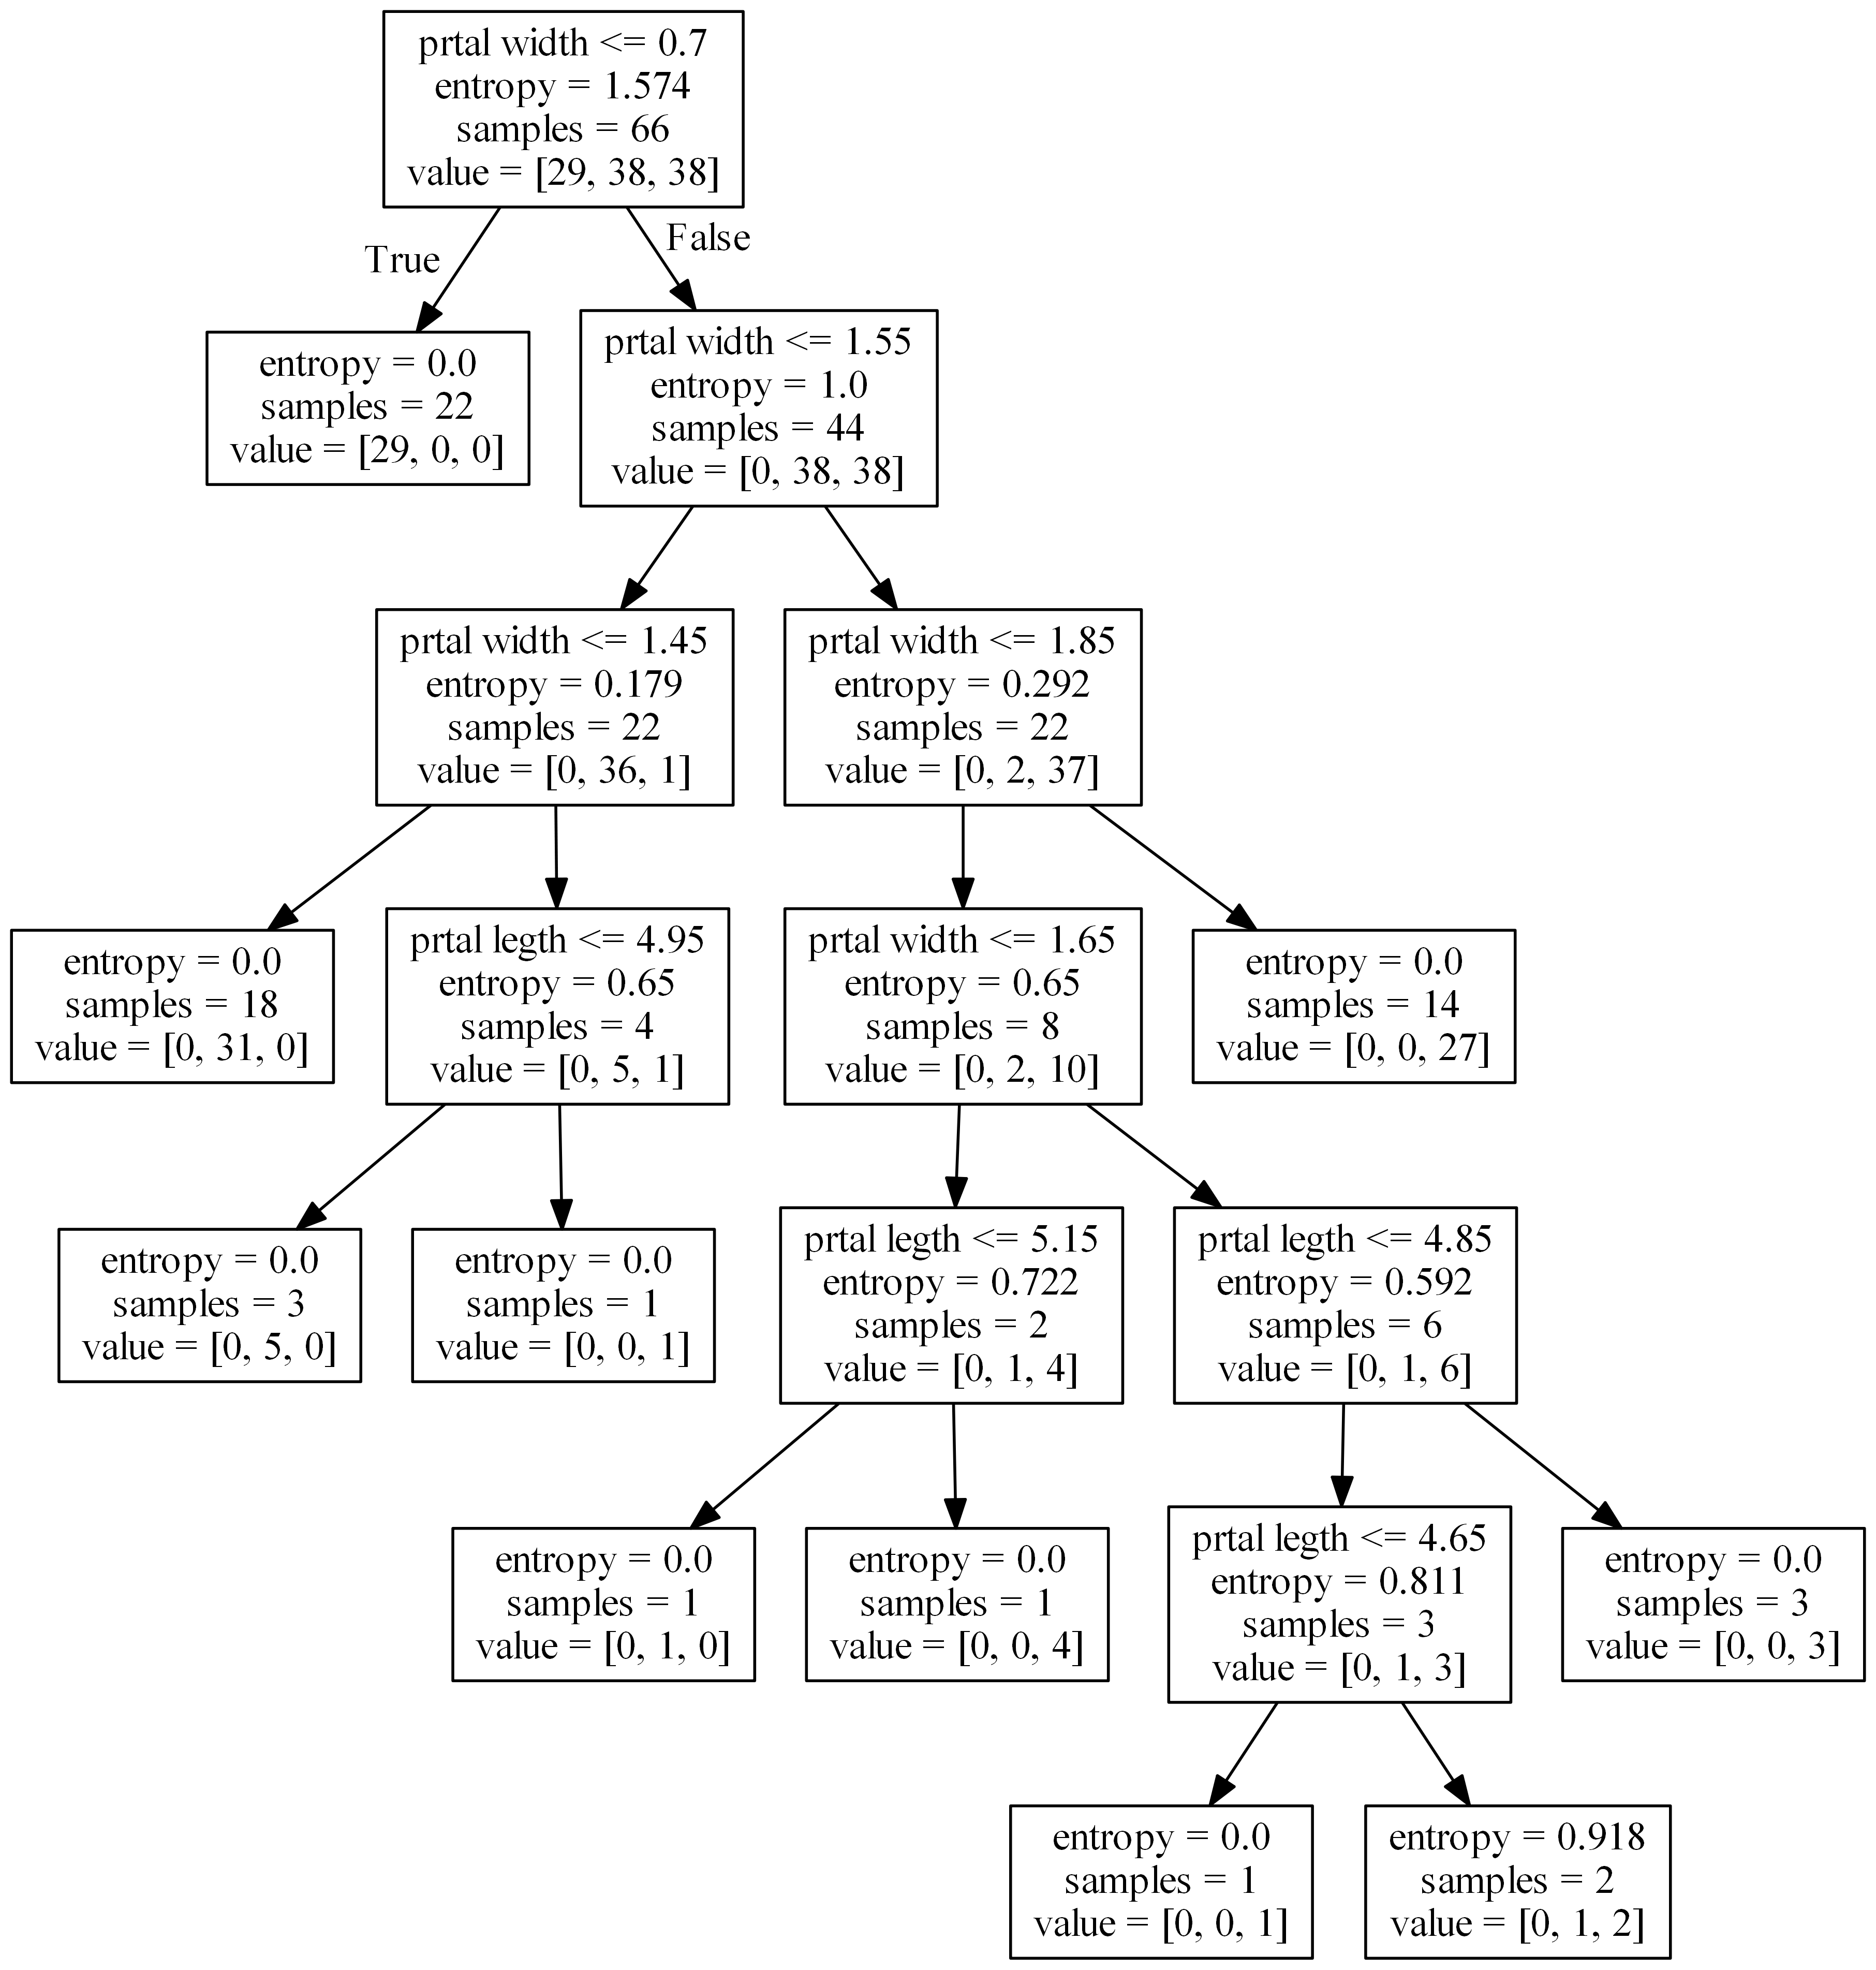 prtal width <= 0.7
entropy = 1.574
samples = 66
value = [29, 38, 38]
True
False
entropy = 0.0
samples = 22
value = [29, 0, 0]
prtal width <= 1.55
entropy = 1.0
samples = 44
value = [0, 38, 38]
prtal width <= 1.45
entropy = 0.179
samples = 22
value = [0, 36, 1]
prtal width <= 1.85
entropy = 0.292
samples = 22
value = [0, 2, 37]
entropy = 0.0
samples = 18
value = [0, 31, 0]
prtal legth <= 4.95
entropy = 0.65
samples = 4
value = [0, 5, 1]
prtal width <= 1.65
entropy = 0.65
samples = 8
value = [0, 2, 10]
entropy = 0.0
samples = 14
value = [0, 0, 27]
entropy = 0.0
samples = 3
value = [0, 5, 0]
entropy = 0.0
samples = 1
value = [0, 0, 1]
prtal legth <= 5.15
entropy = 0.722
samples = 2
value = [0, 1, 4]
prtal legth <= 4.85
entropy = 0.592
samples = 6
value = [0, 1, 6]
entropy = 0.0
samples = 1
value = [0, 1, 0]
entropy = 0.0
samples = 1
value = [0, 0, 4]
prtal legth <= 4.65
entropy = 0.811
samples = 3
value = [0, 1, 3]
entropy = 0.0
samples = 3
value = [0, 0, 3]
entropy = 0.0
samples = 1
value = [0, 0, 1]
entropy = 0.918
samples = 2
value = [0, 1, 2]